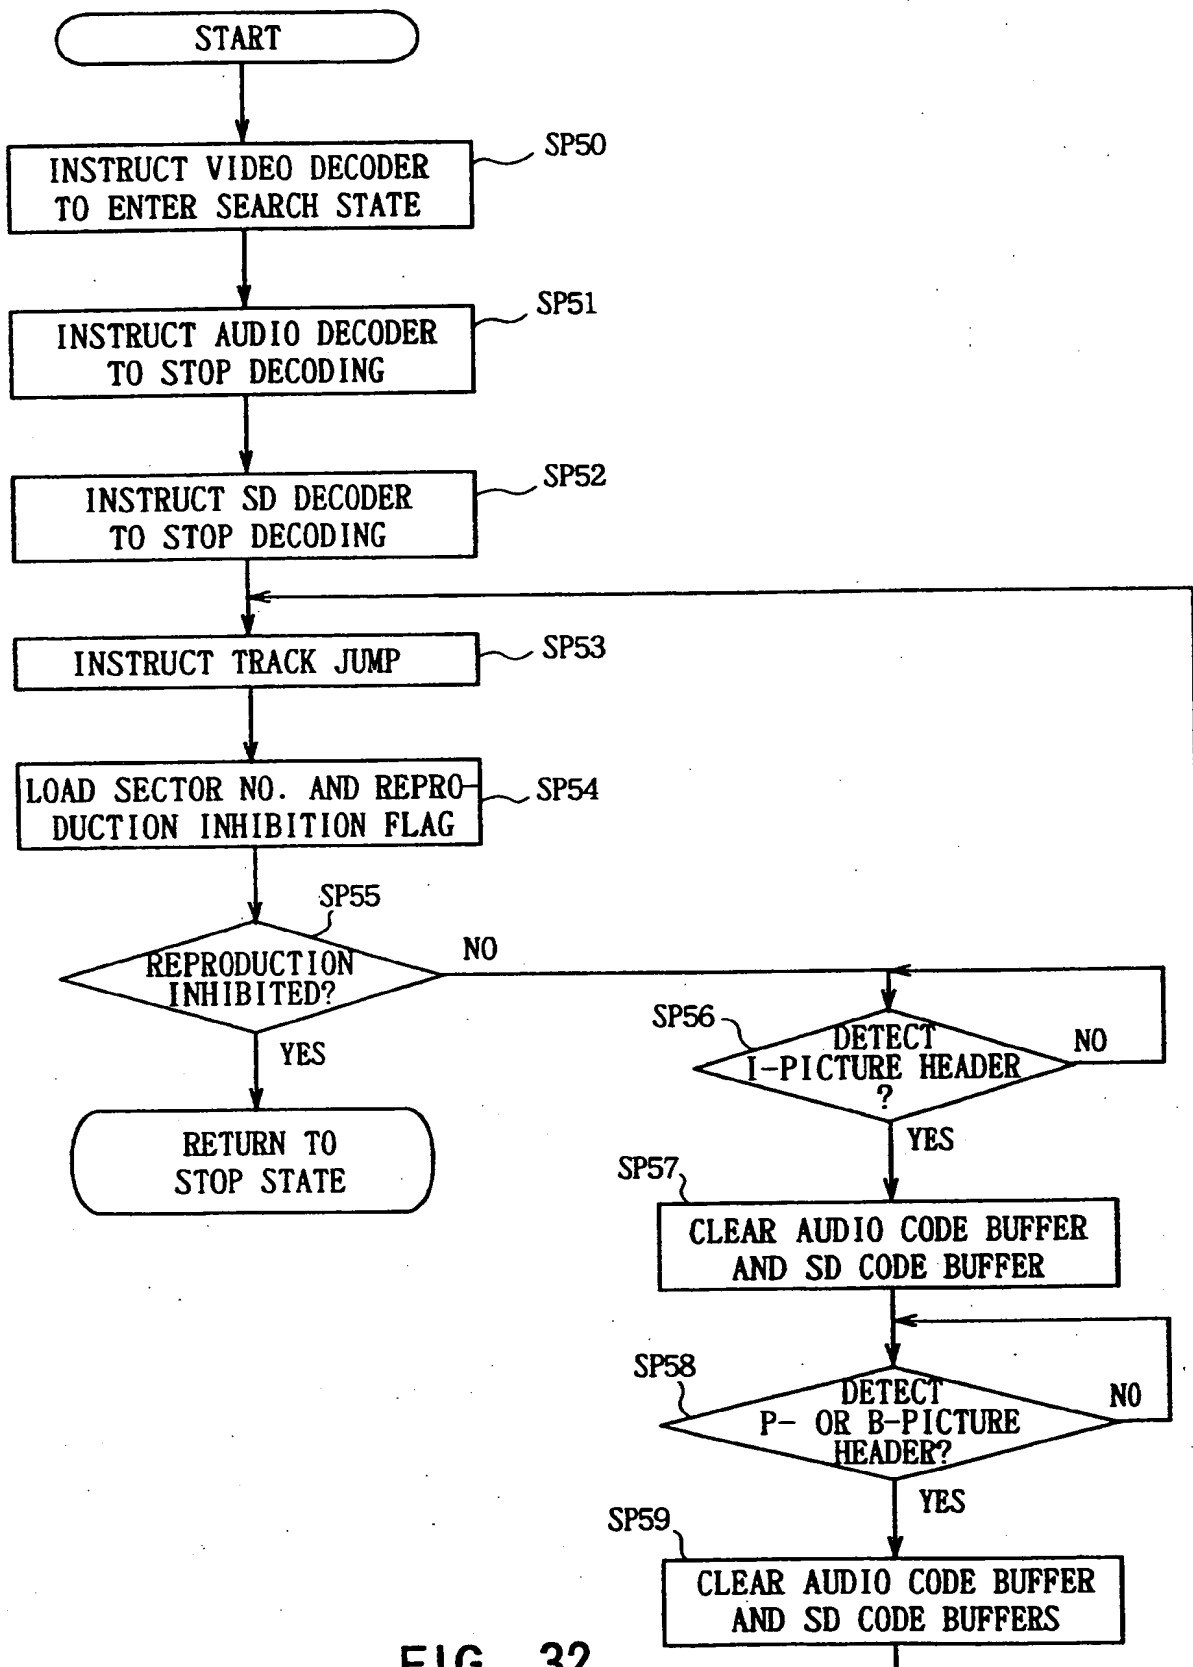 START
SP50
INSTRUCT VIDEO DECODER
TO ENTER SEARCH STATE
SP51
INSTRUCT AUDIO DECODER
TO STOP DECODING
SP52
INSTRUCT SD DECODER
TO STOP DECODING
SP53
INSTRUCT TRACK JUMP
SP54
LOAD SECTOR NO. AND REPRO-
DUCTION INHIBITION FLAG
SP55
REPRODUCTION
INHIBITED?
NO
YES
RETURN TO
STOP STATE
SP56
DETECT
I-PICTURE HEADER
?
NO
YES
SP57
CLEAR AUDIO CODE BUFFER
AND SD CODE BUFFER
SP58
DETECT
P- OR B-PICTURE
HEADER?
NO
YES
SP59
CLEAR AUDIO CODE BUFFER
AND SD CODE BUFFERS
FIG. 32